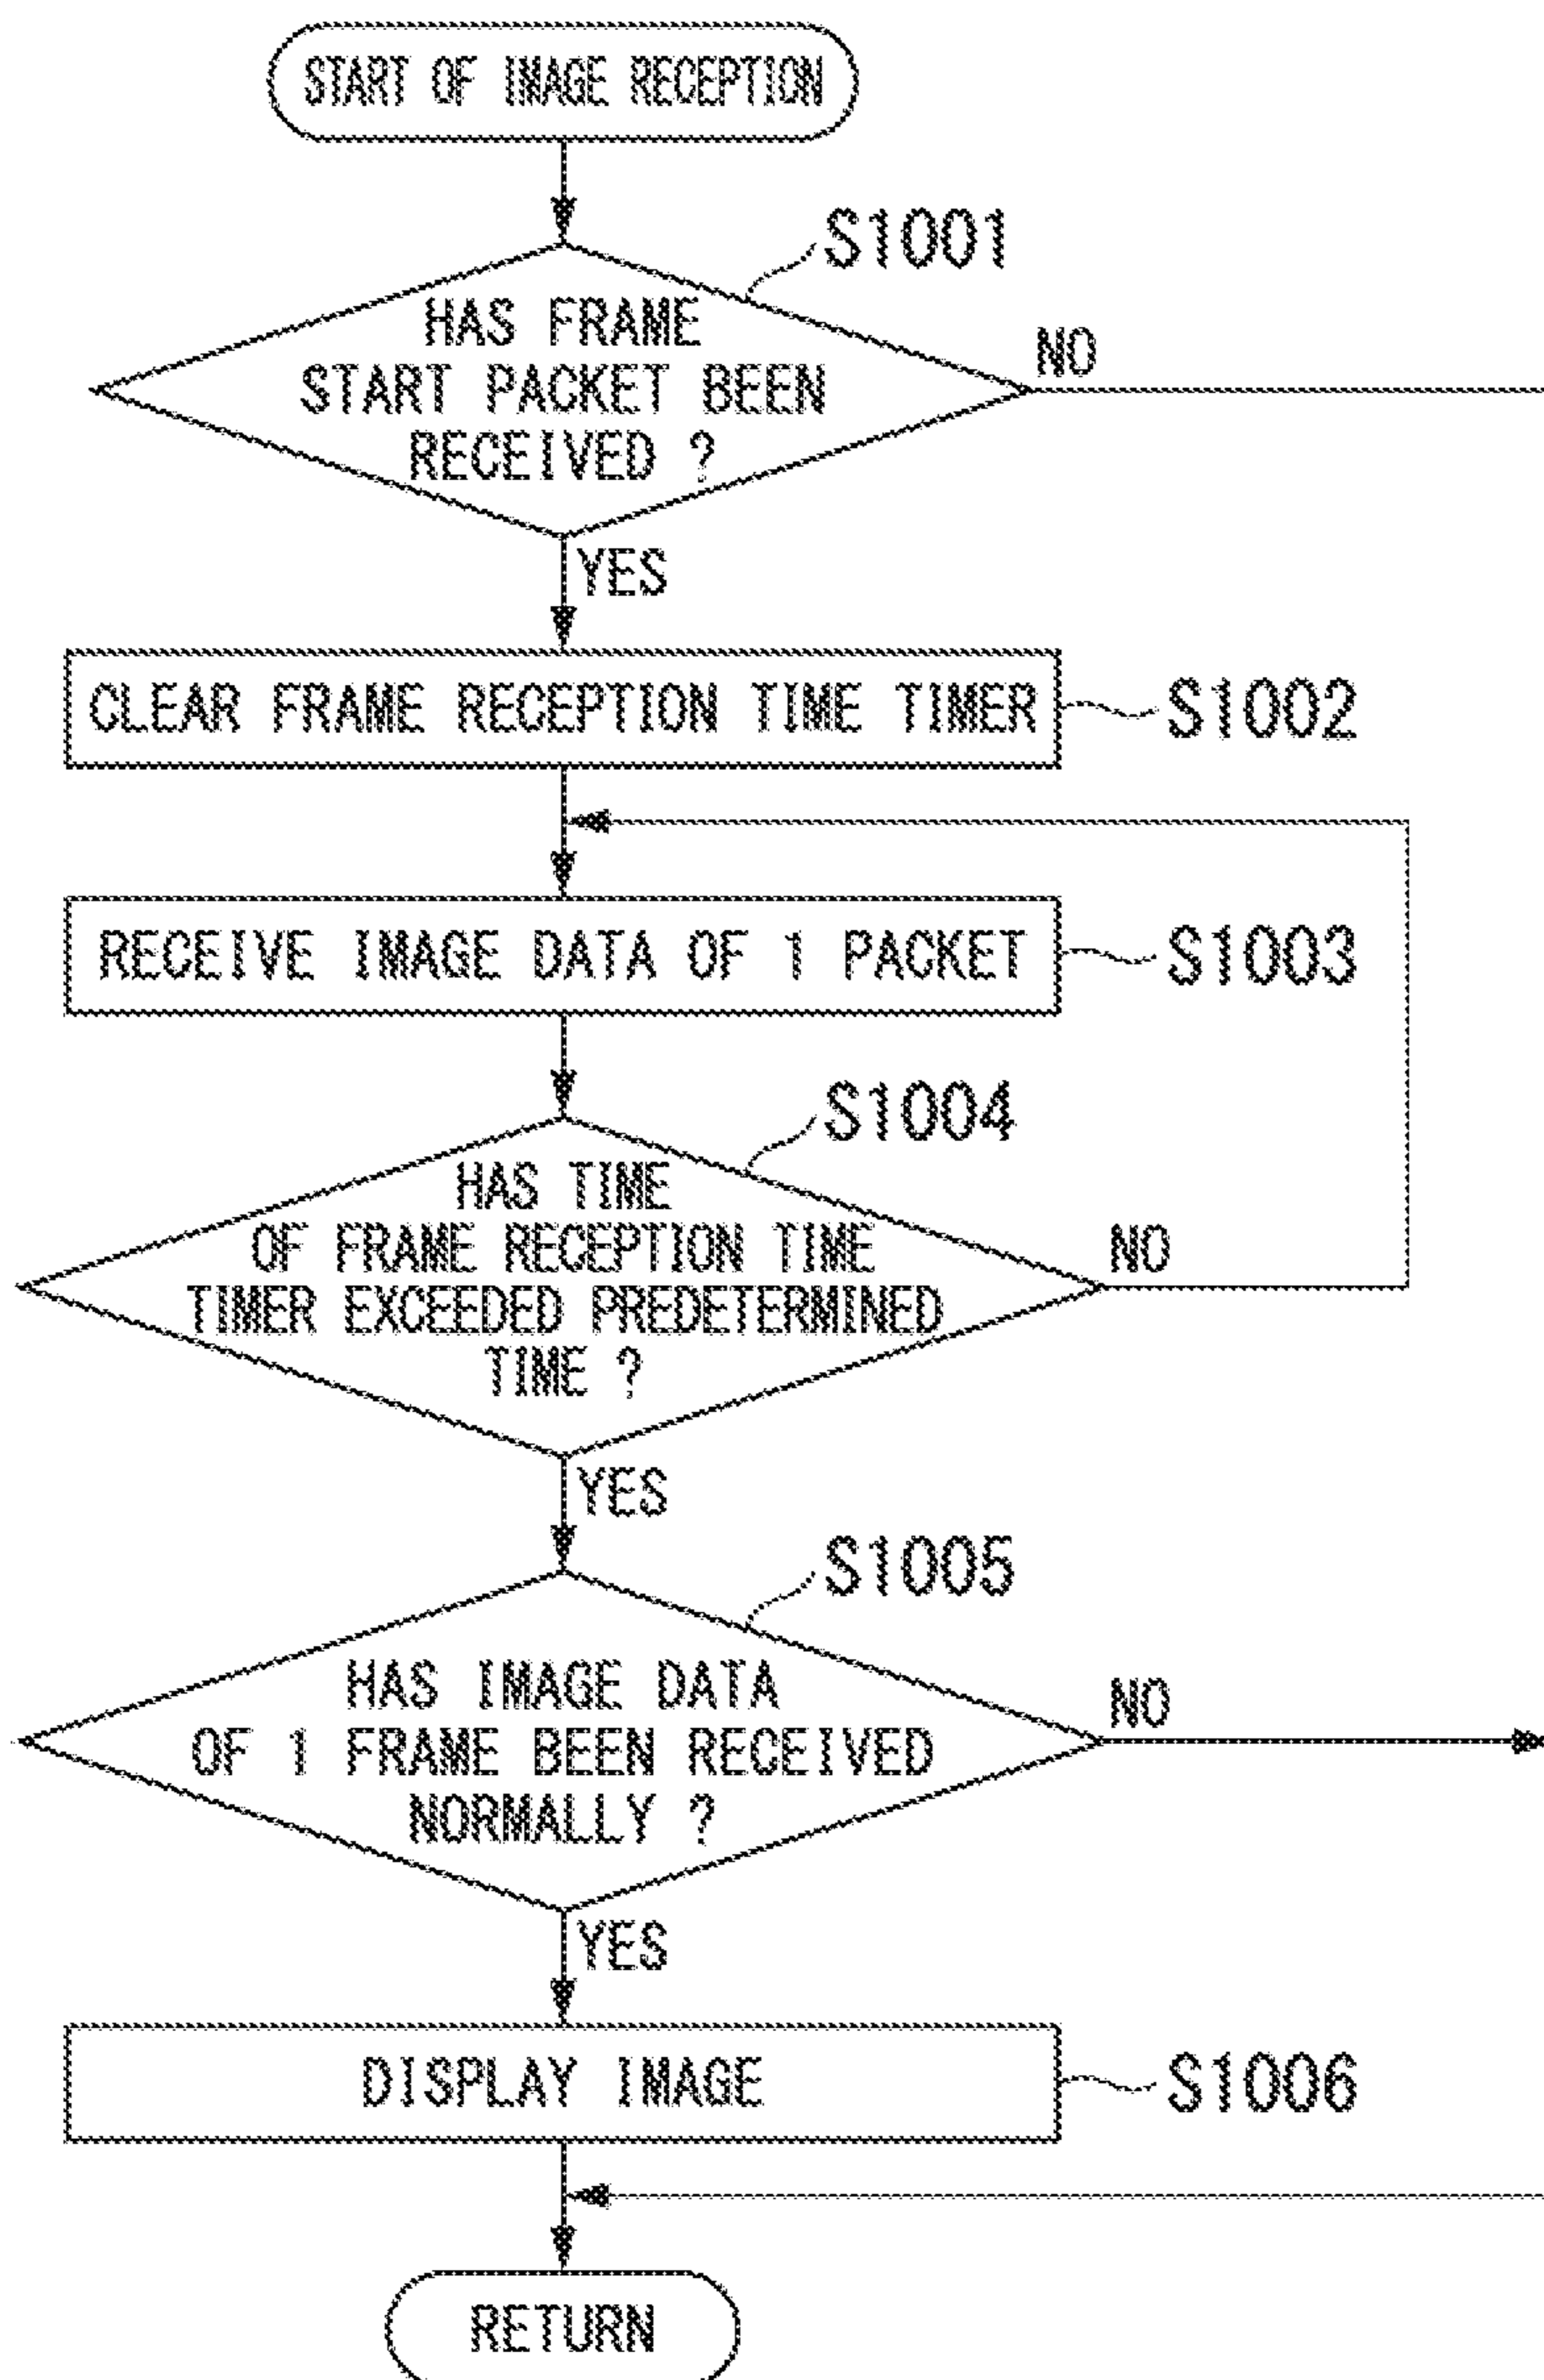 START OF IMAGE RECEPTION
S1001
HAS FRAME
START PACKET BEEN
RECEIVED ?
NO
YES
CLEAR FRAME RECEPTION TIME TIMER
S1002
RECEIVE IMAGE DATA OF 1 PACKET
S1003
S1004
HAS TIME
OF FRAME RECEPTION TIME
TIMER EXCEEDED PREDETERMINED
TIME ?
NO
YES
S1005
HAS IMAGE DATA
OF 1 FRAME BEEN RECEIVED
NORMALLY ?
NO
YES
DISPLAY IMAGE
S1006
RETURN